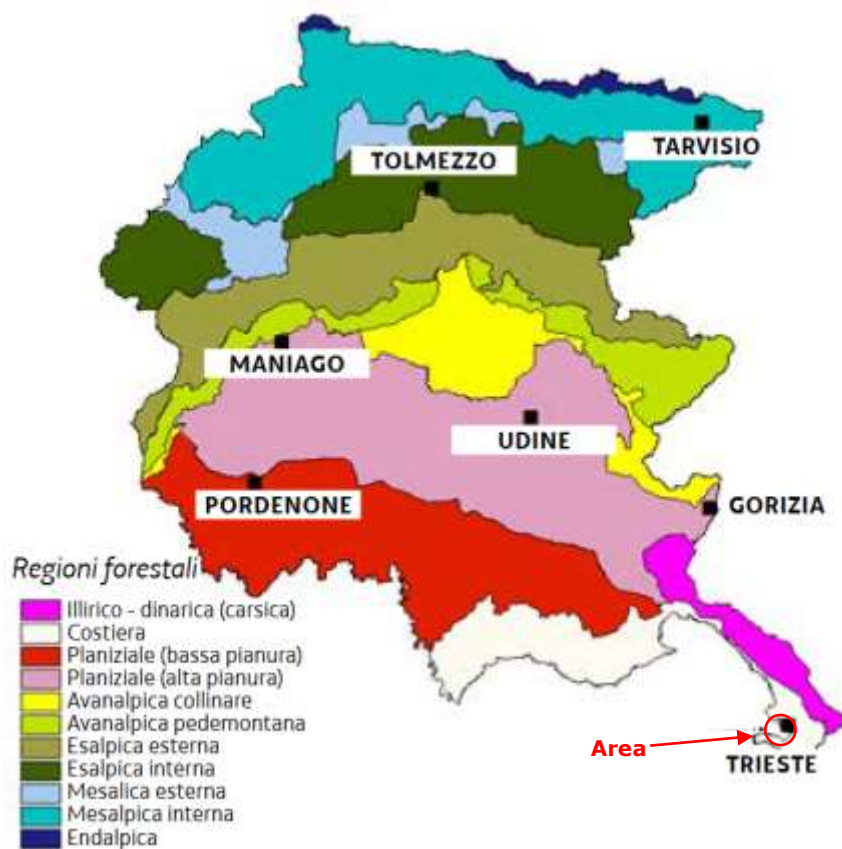 TARVISIO
TOLMEZZO
MANIAGO
UDINE
PORDENONE
GORIZIA
Regioni forestali
Illirico - dinarica (carsica)
Costiera
Planiziale (bassa pianura)
Planiziale (alta pianura)
Avanalpica collinare
Avanalpica pedemontana
Esalpica esterna
Esalpica interna
Mesalica esterna
Mesalpica interna
Endalpica
Area
TRIESTE